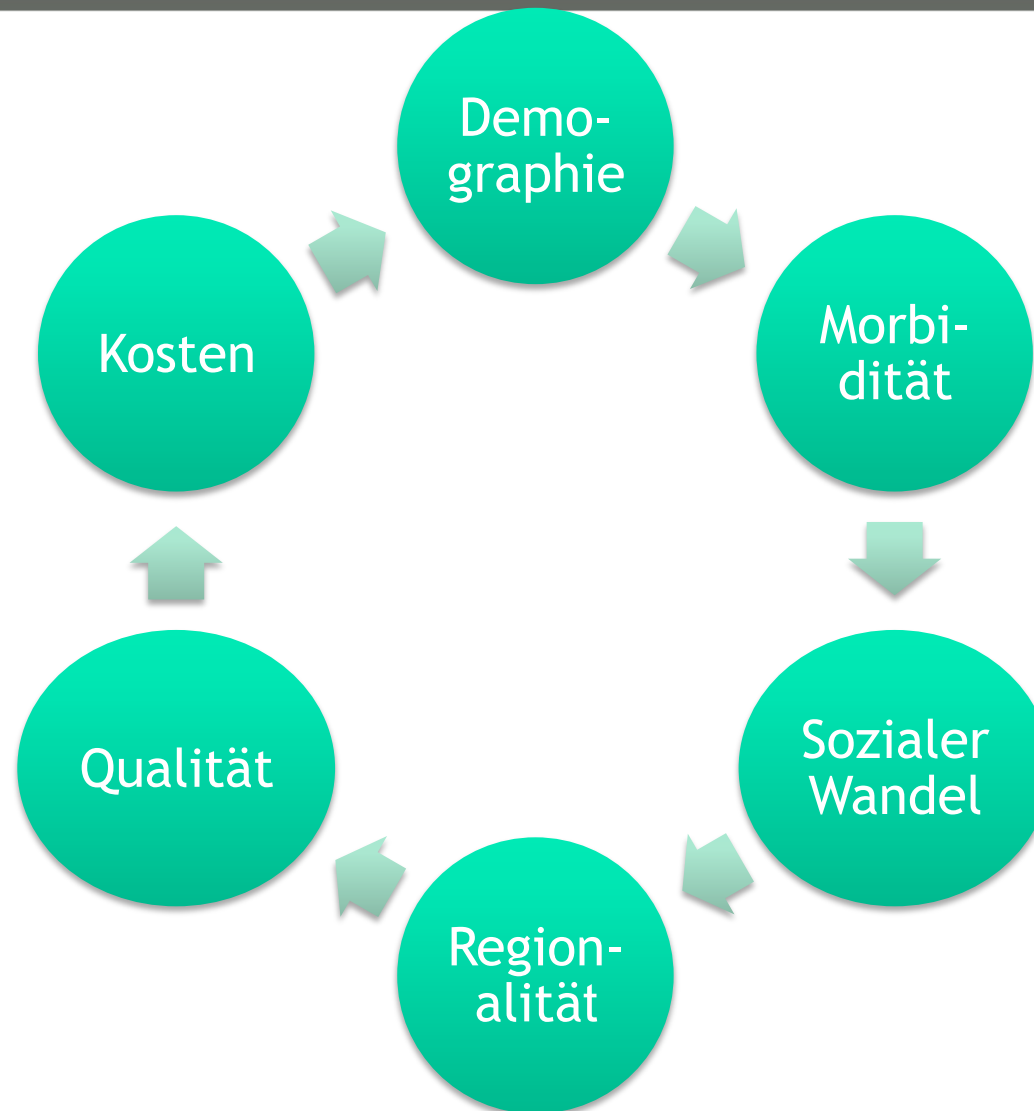 Demo-
graphie
Morbi-
dität
Sozialer
Wandel
Region-
alität
Qualität
Kosten